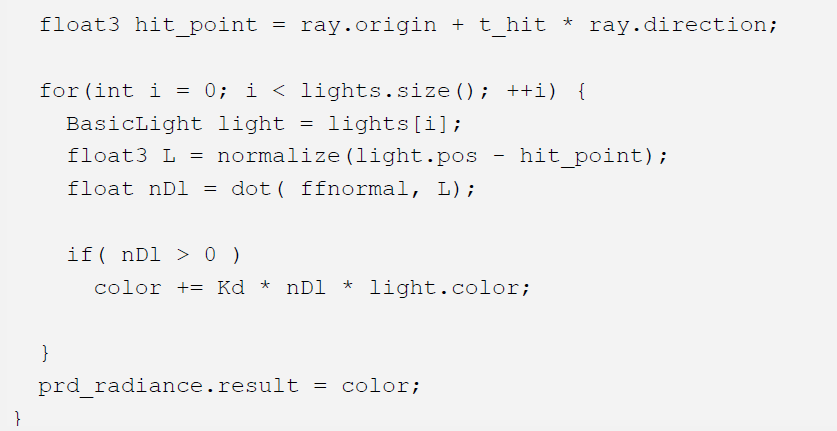 float3 hit_point = ray.origin + t_hit * ray.direction;
for(int i = 0; i < lights.size(); ++i) {
BasicLight light = lights[i];
float3 L = normalize(light.pos - hit_point);
float nDl = dot( ffnormal, L);
if( nDl > 0 )
color += Kd * nDl * light.color;
}
prd_radiance.result = color;
}